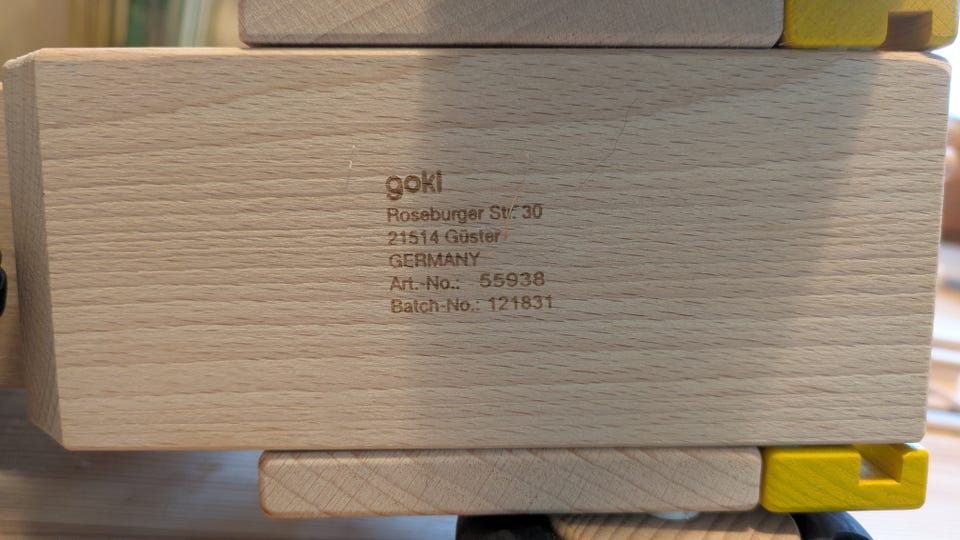 goki
Roseburger Str. 30
21514 Güster
GERMANY
Art.-No.: 55938
Batch-No.: 121831